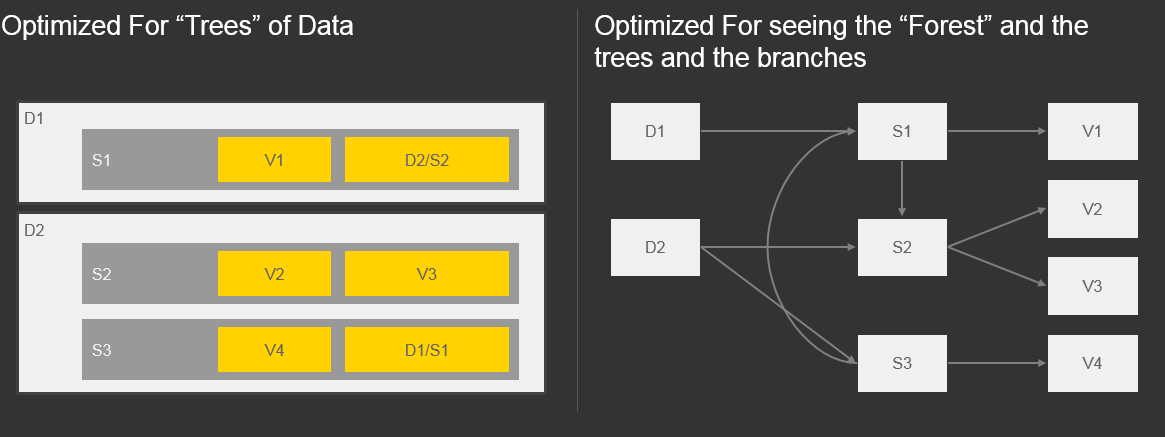 Optimized For “Trees” of Data
D1
S1 V1 D2/S2
D2
S2 V2 V3
S3 V4 D1/S1
Optimized For seeing the “Forest” and the
trees and the branches
D1 S1 V1
V2
D2 S2
V3
S3 V4